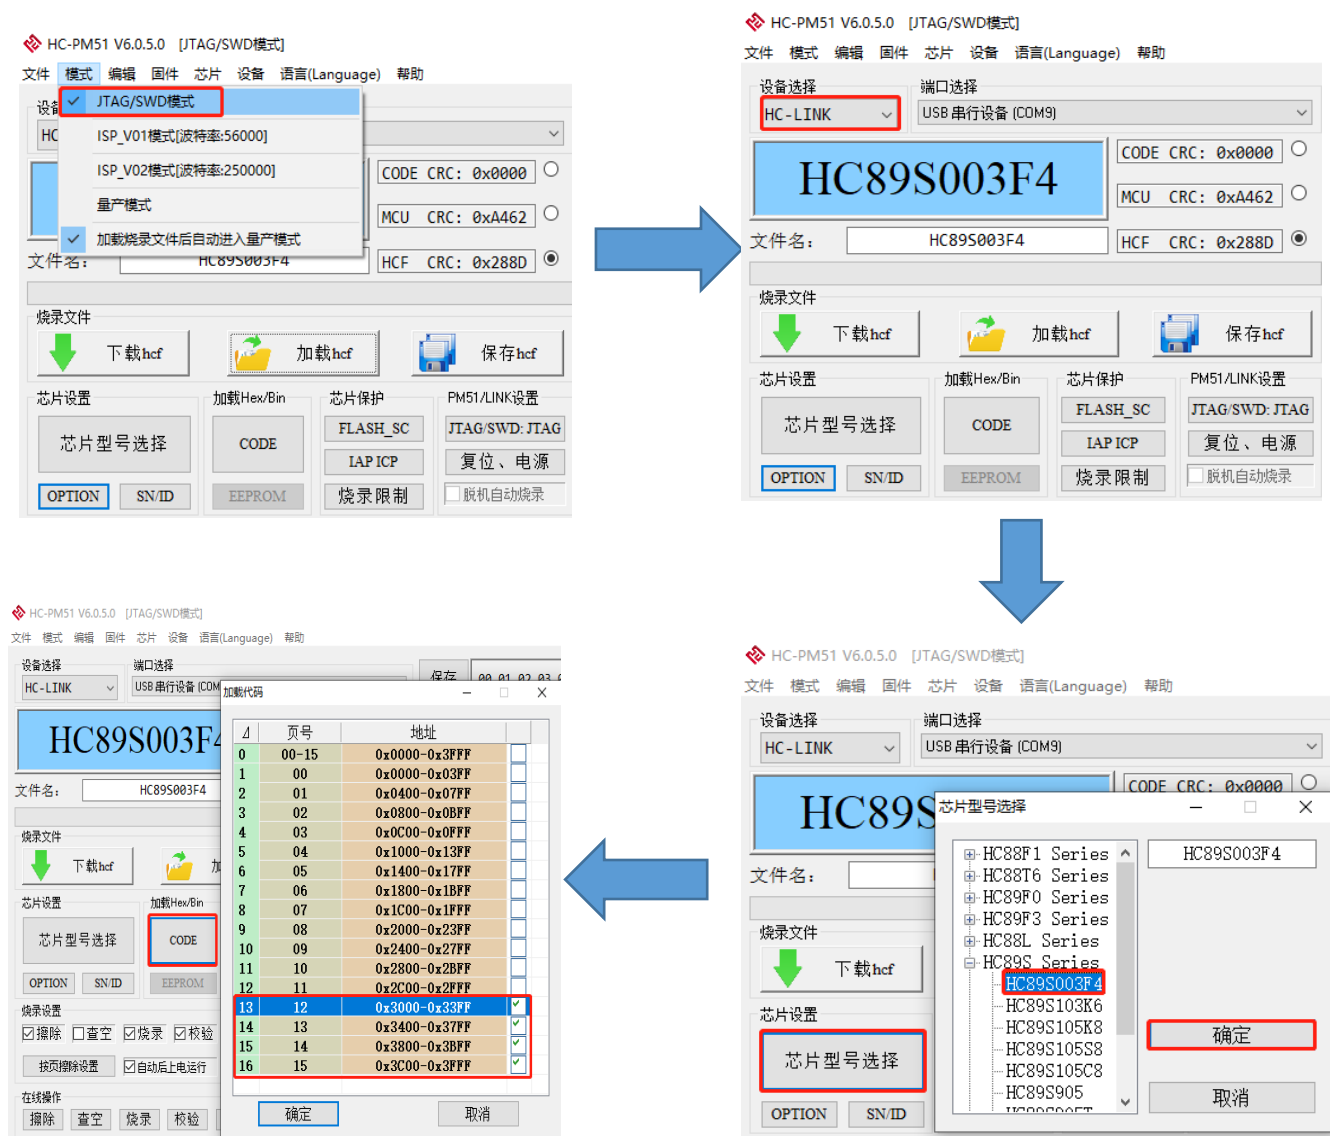 HC-PM51 V6.0.5.0 [JTAG/SWD模式]
文件 模式 编辑 固件 芯片 设备 语言(Language) 帮助
JTAG/SWD模式
ISP_V01模式[波特率:56000]
ISP_V02模式[波特率:250000]
量产模式
加载烧录文件后自动进入量产模式
HC
CODE CRC: 0x0000
MCU CRC: 0xA462
文件名: HC89S003F4
HCF CRC: 0x288D
烧录文件
下载hcf 加载hcf 保存hcf
芯片设置 加载Hex/Bin 芯片保护 PM51/LINK设置
芯片型号选择 CODE FLASH_SC JTAG/SWD: JTAG
IAP ICP 复位、电源
OPTION SN/ID EEPROM 烧录限制 脱机自动烧录
HC-PM51 V6.0.5.0 [JTAG/SWD模式]
文件 模式 编辑 固件 芯片 设备 语言(Language) 帮助
设备选择 端口选择
HC-LINK USB 串行设备 (COM9)
HC89S003F4
CODE CRC: 0x0000
MCU CRC: 0xA462
文件名: HC89S003F4
HCF CRC: 0x288D
烧录文件
下载hcf 加载hcf 保存hcf
芯片设置 加载Hex/Bin 芯片保护 PM51/LINK设置
芯片型号选择 CODE FLASH_SC JTAG/SWD: JTAG
IAP ICP 复位、电源
OPTION SN/ID EEPROM 烧录限制 脱机自动烧录
HC-PM51 V6.0.5.0 [JTAG/SWD模式]
文件 模式 编辑 固件 芯片 设备 语言(Language) 帮助
设备选择 端口选择
HC-LINK USB 串行设备 (COM9)
HC89S
CODE CRC: 0x0000
文件名:
烧录文件
下载hcf
芯片设置
芯片型号选择
OPTION SN/ID
芯片型号选择
HC88F1 Series
HC88T6 Series
HC89F0 Series
HC89F3 Series
HC88L Series
HC89S Series
HC89S003F4
HC89S103K6
HC89S105K8
HC89S105S8
HC89S105C8
HC89S905
HC89S003F4
确定
取消
HC-PM51 V6.0.5.0 [JTAG/SWD模式]
文件 模式 编辑 固件 芯片 设备 语言(Language) 帮助
设备选择 端口选择
HC-LINK USB 串行设备 (COM
保存 00 01 02 03
HC89S003F4
文件名: HC89S003F4
烧录文件
下载hcf
芯片设置 加载Hex/Bin
芯片型号选择 CODE
OPTION SN/ID EEPROM
烧录设置
擦除 查空 烧录 校验
按页擦除设置 自动后上电运行
在线操作
擦除 查空 烧录 校验
加载代码
页号 地址
0 00-15 0x0000-0x3FFF
1 00 0x0000-0x03FF
2 01 0x0400-0x07FF
3 02 0x0800-0x0BFF
4 03 0x0C00-0x0FFF
5 04 0x1000-0x13FF
6 05 0x1400-0x17FF
7 06 0x1800-0x1BFF
8 07 0x1C00-0x1FFF
9 08 0x2000-0x23FF
10 09 0x2400-0x27FF
11 10 0x2800-0x2BFF
12 11 0x2C00-0x2FFF
13 12 0x3000-0x33FF
14 13 0x3400-0x37FF
15 14 0x3800-0x3BFF
16 15 0x3C00-0x3FFF
确定 取消